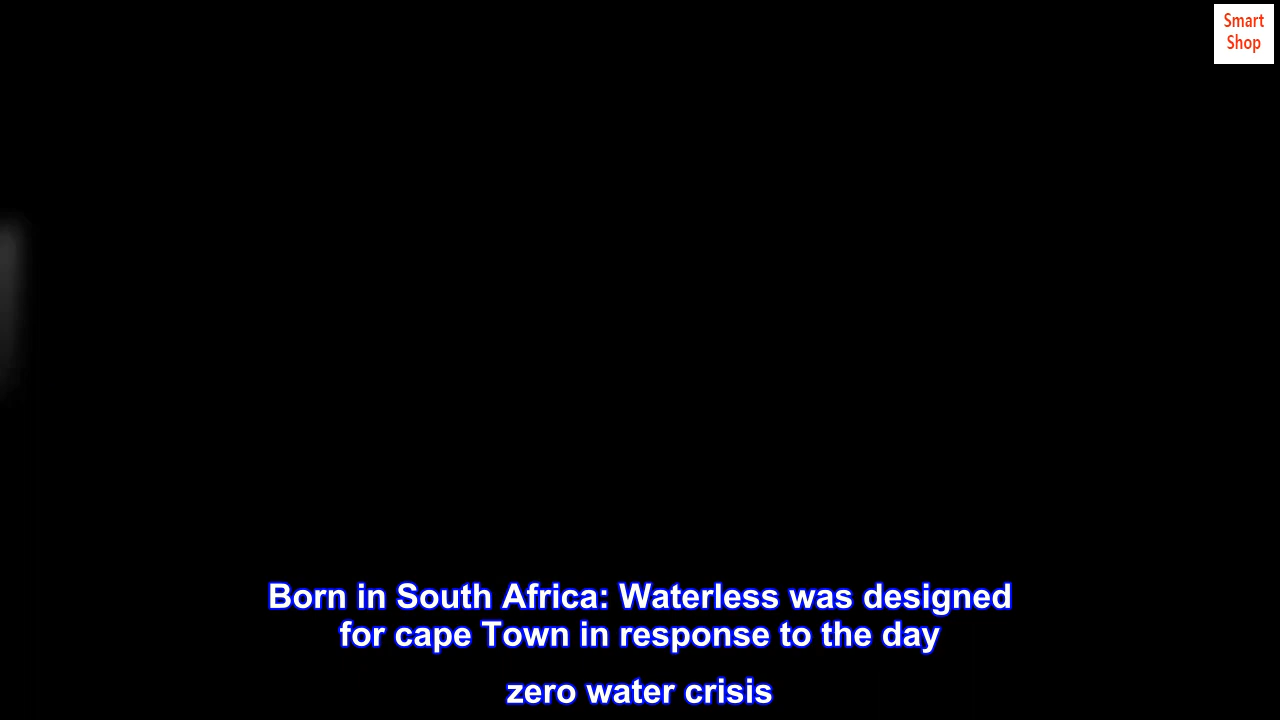 Smart
Shop
Born in South Africa: Waterless was designed
for cape Town in response to the day
zero water crisis